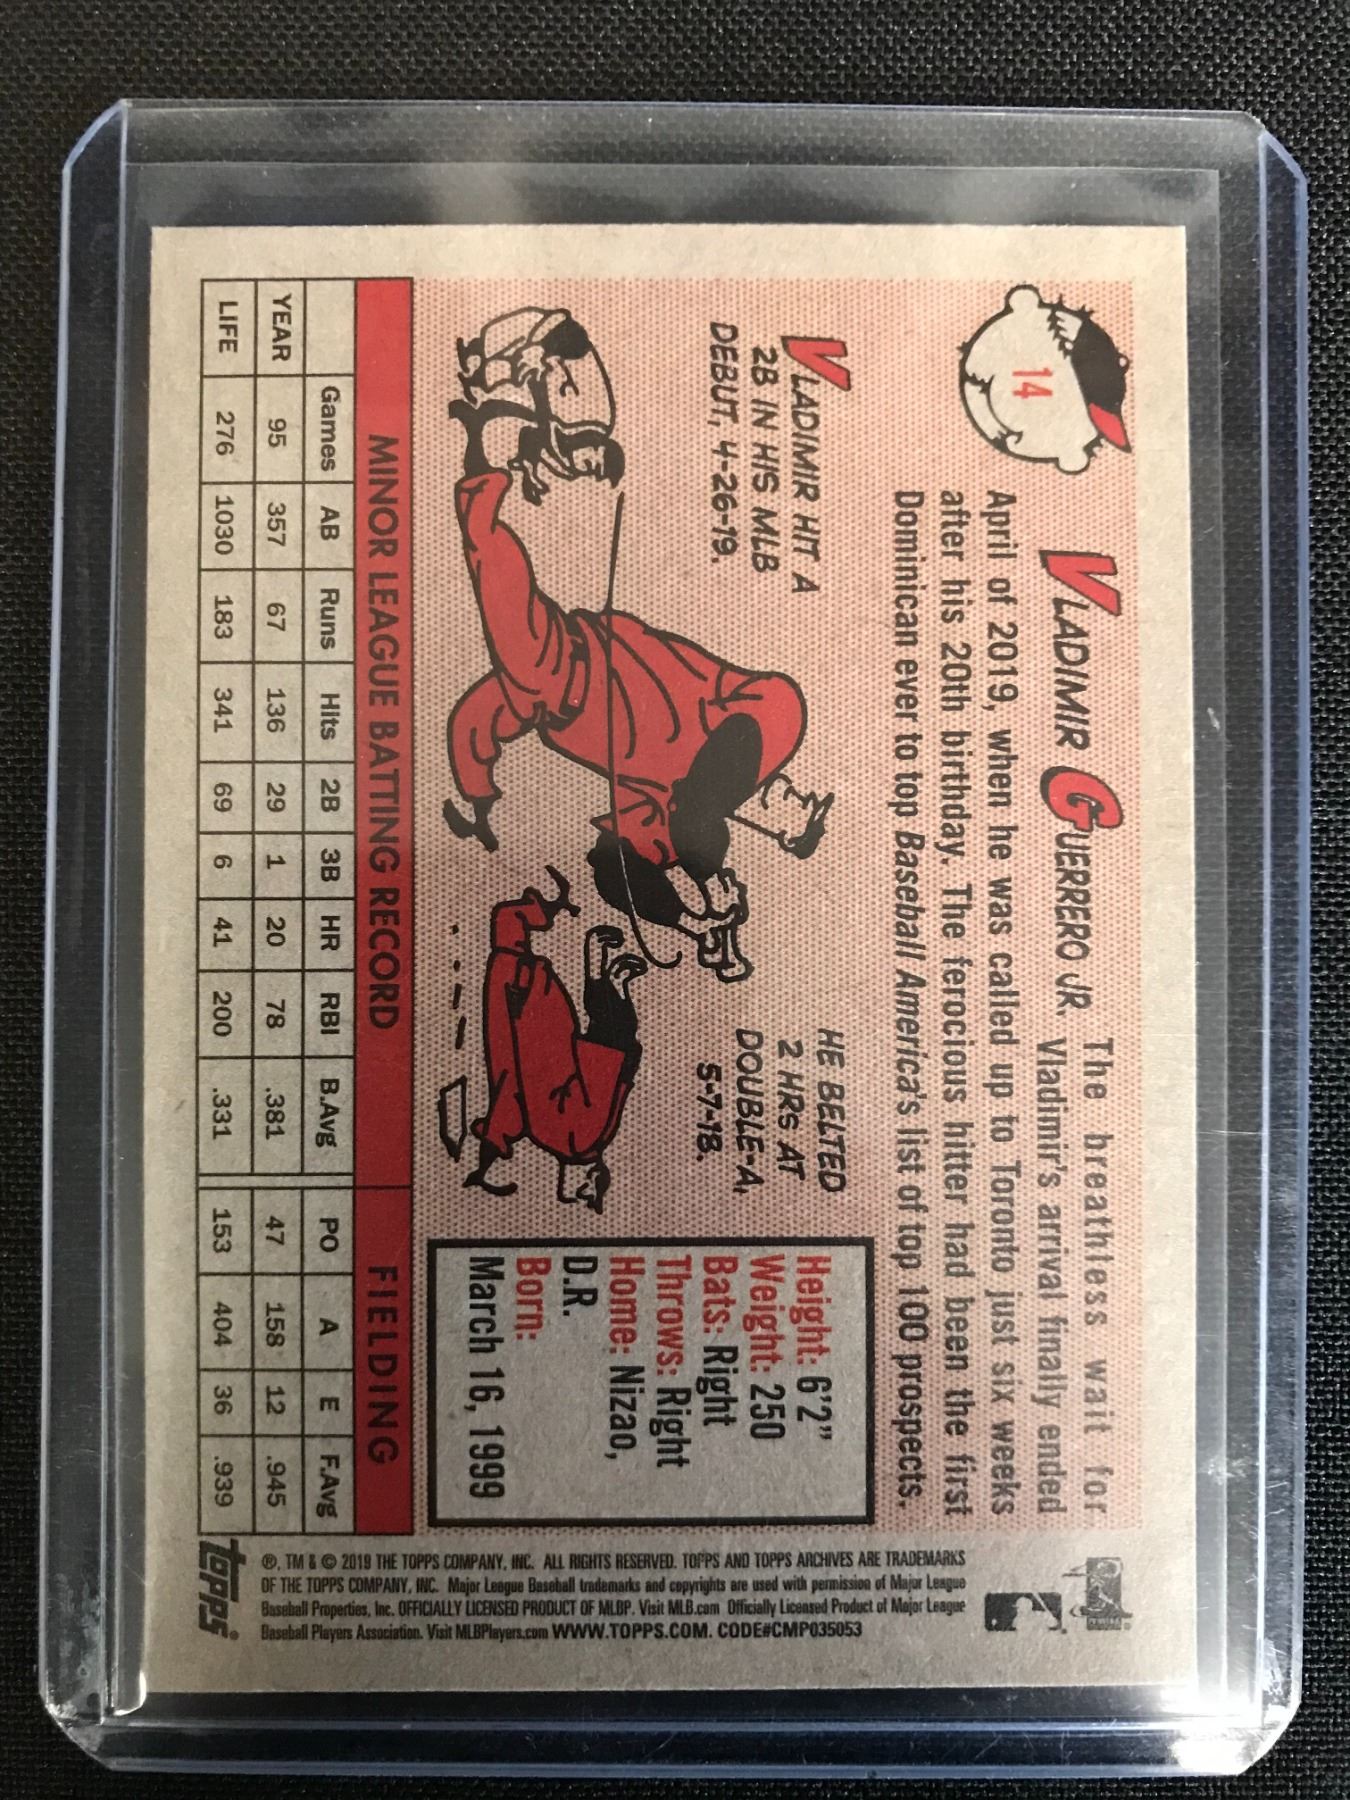 14
VLADIMIR GUERRERO JR. The breathless wait for
Vladimir's arrival finally ended
April of 2019, when he was called up to Toronto just six weeks
after his 20th birthday. The ferocious hitter had been the first
Dominican ever to top Baseball America's list of top 100 prospects.
VLADIMIR HIT A
2B IN HIS MLB
DEBUT, 4-26-19.
HE BELTED
2 HRS AT
DOUBLE-A,
5-7-18.
Height: 6'2"
Weight: 250
Bats: Right
Throws: Right
Home: Nizao,
D.R.
Born:
March 16, 1999
MINOR LEAGUE BATTING RECORD FIELDING
Games AB Runs Hits 2B 3B HR RBI B.Avg PO A E F.Avg
YEAR 95 357 67 136 29 1 20 78 .381 47 158 12 .945
LIFE 276 1030 183 341 69 6 41 200 .331 153 404 36 .939
®, TM & © 2019 THE TOPPS COMPANY, INC. ALL RIGHTS RESERVED. TOPPS AND TOPPS ARCHIVES ARE TRADEMARKS
OF THE TOPPS COMPANY, INC. Major League Baseball trademarks and copyrights are used with permission of Major League
Baseball Properties, Inc. OFFICIALLY LICENSED PRODUCT OF MLBP. Visit MLB.com Officially Licensed Product of Major League
Baseball Players Association. Visit MLBPlayers.com WWW.TOPPS.COM. CODE#CMP035053
topps®